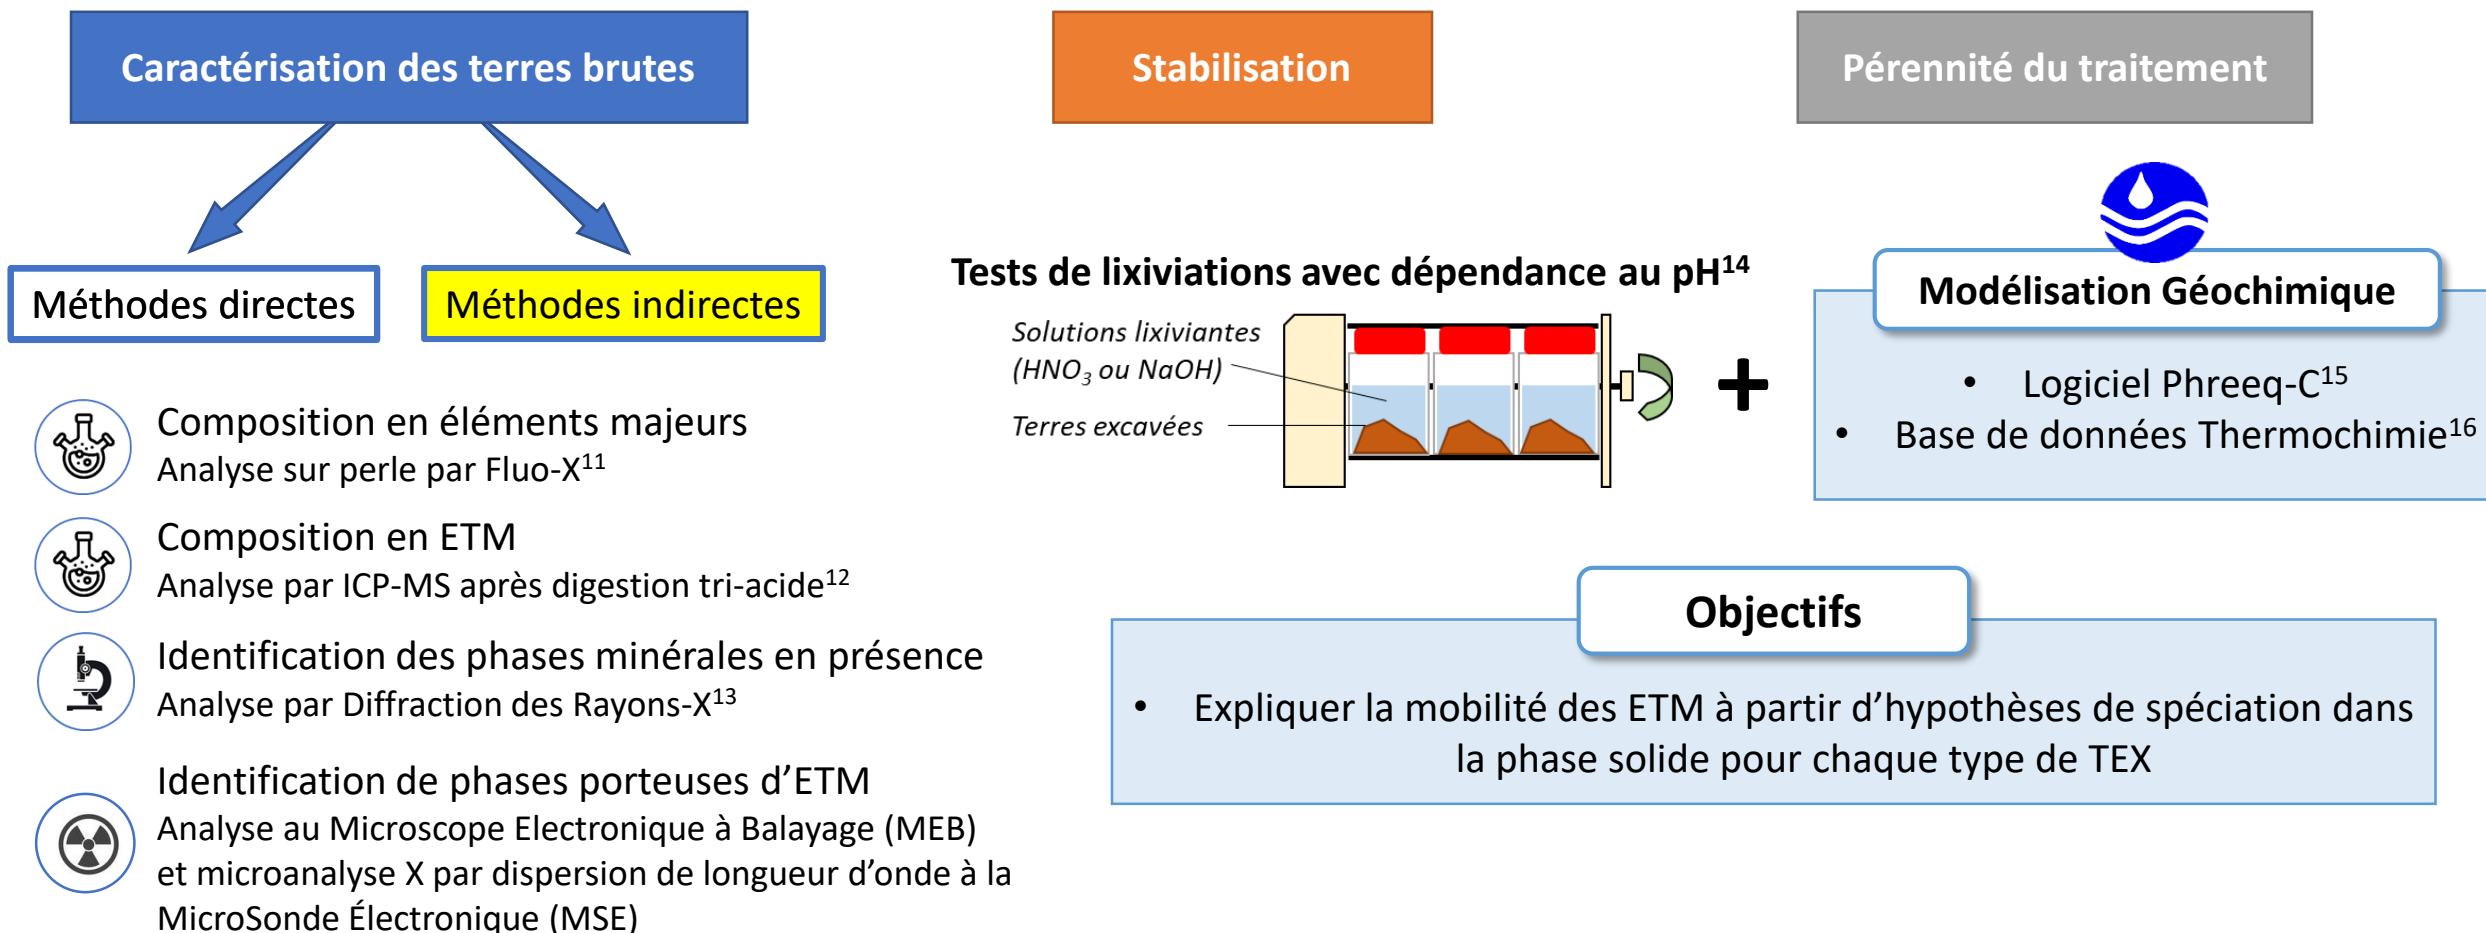 Caractérisation des terres brutes
Stabilisation
Pérennité du traitement
Méthodes directes
Méthodes indirectes
Composition en éléments majeurs
Analyse sur perle par Fluo-X¹¹
Composition en ETM
Analyse par ICP-MS après digestion tri-acide¹²
Identification des phases minérales en présence
Analyse par Diffraction des Rayons-X¹³
Identification de phases porteuses d’ETM
Analyse au Microscope Electronique à Balayage (MEB)
et microanalyse X par dispersion de longueur d’onde à la
MicroSonde Électronique (MSE)
Tests de lixiviations avec dépendance au pH¹⁴
Solutions lixiviantes
(HNO₃ ou NaOH)
Terres excavées
+
Modélisation Géochimique
• Logiciel Phreeq-C¹⁵
• Base de données Thermochimie¹⁶
Objectifs
• Expliquer la mobilité des ETM à partir d’hypothèses de spéciation dans
la phase solide pour chaque type de TEX